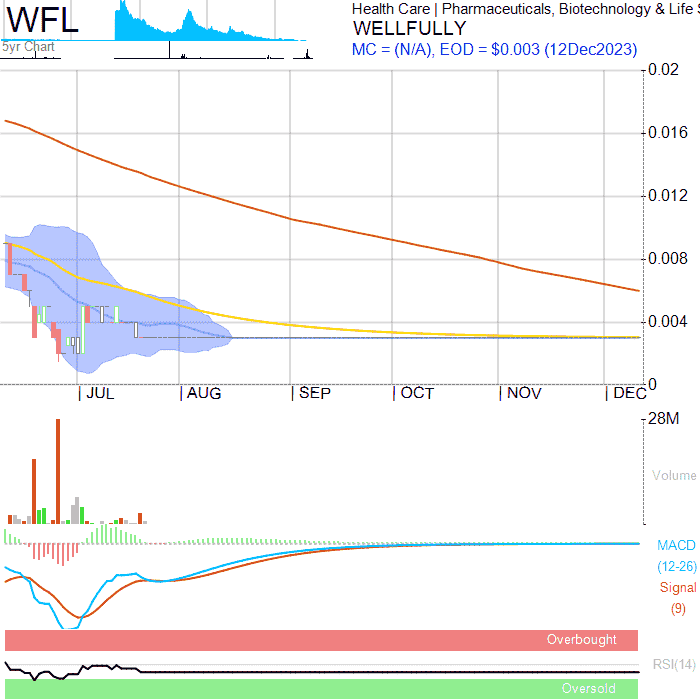 WFL
5yr Chart
Health Care | Pharmaceuticals, Biotechnology & Life
WELLFULLY
MC = (N/A), EOD = $0.003 (12Dec2023)
0.02
0.016
0.012
0.008
0.004
0
| JUL | AUG | SEP | OCT | NOV | DEC
28M
Volume
MACD
(12-26)
Signal
(9)
Overbought
RSI(14)
Oversold